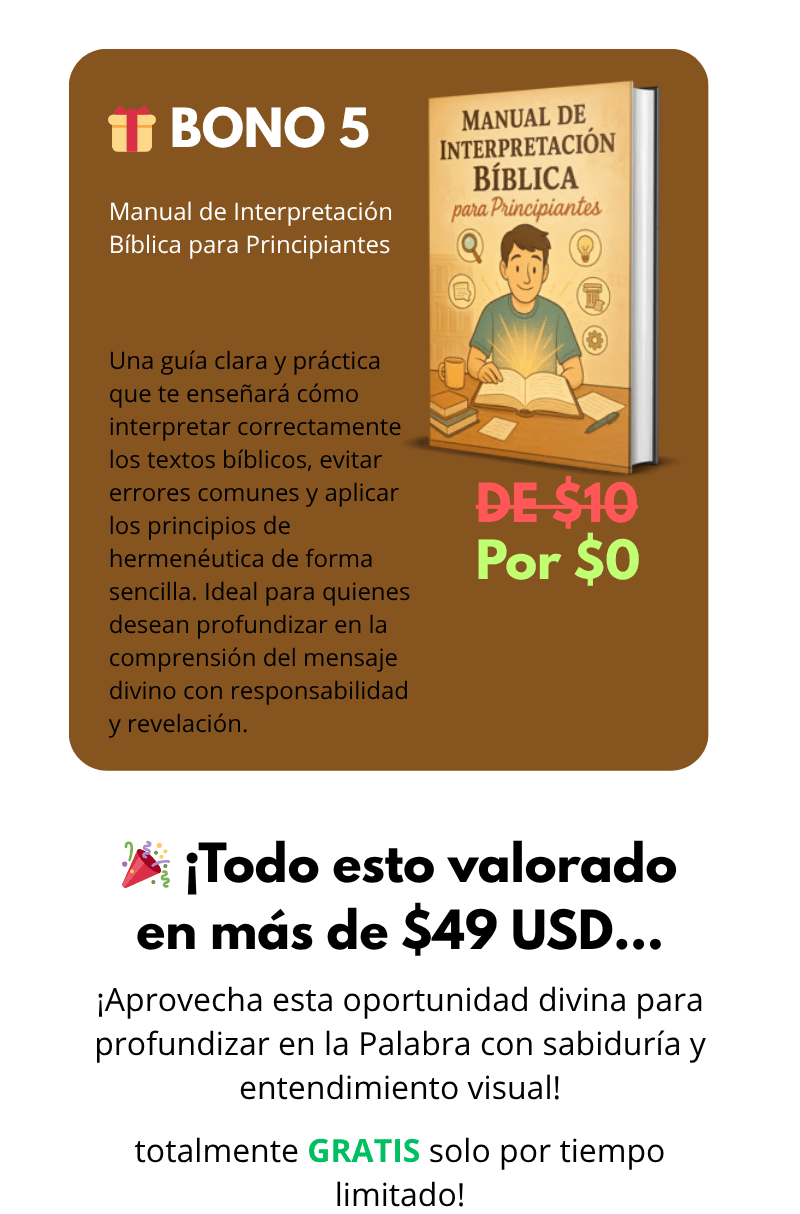 🎁 BONO 5
Manual de Interpretación
Bíblica para Principiantes
Una guía clara y práctica
que te enseñará cómo
interpretar correctamente
los textos bíblicos, evitar
errores comunes y aplicar
los principios de
hermenéutica de forma
sencilla. Ideal para quienes
desean profundizar en la
comprensión del mensaje
divino con responsabilidad
y revelación.
MANUAL DE
INTERPRETACIÓN
BÍBLICA
para Principiantes
DE $10
Por $0
🎉 ¡Todo esto valorado
en más de $49 USD...
¡Aprovecha esta oportunidad divina para
profundizar en la Palabra con sabiduría y
entendimiento visual!
totalmente GRATIS solo por tiempo
limitado!